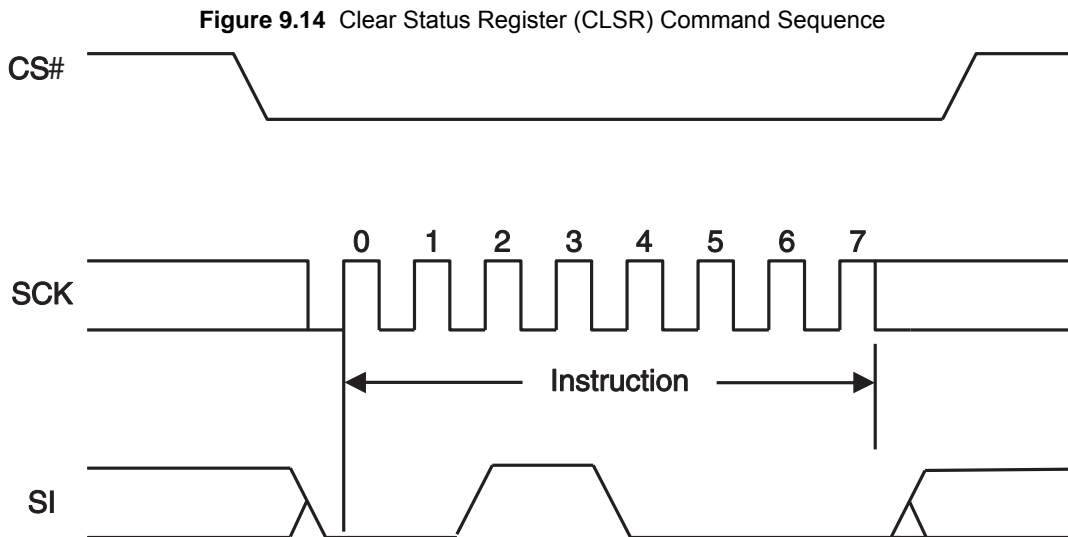 Figure 9.14 Clear Status Register (CLSR) Command Sequence
CS#
0 1 2 3 4 5 6 7
SCK
Instruction
SI